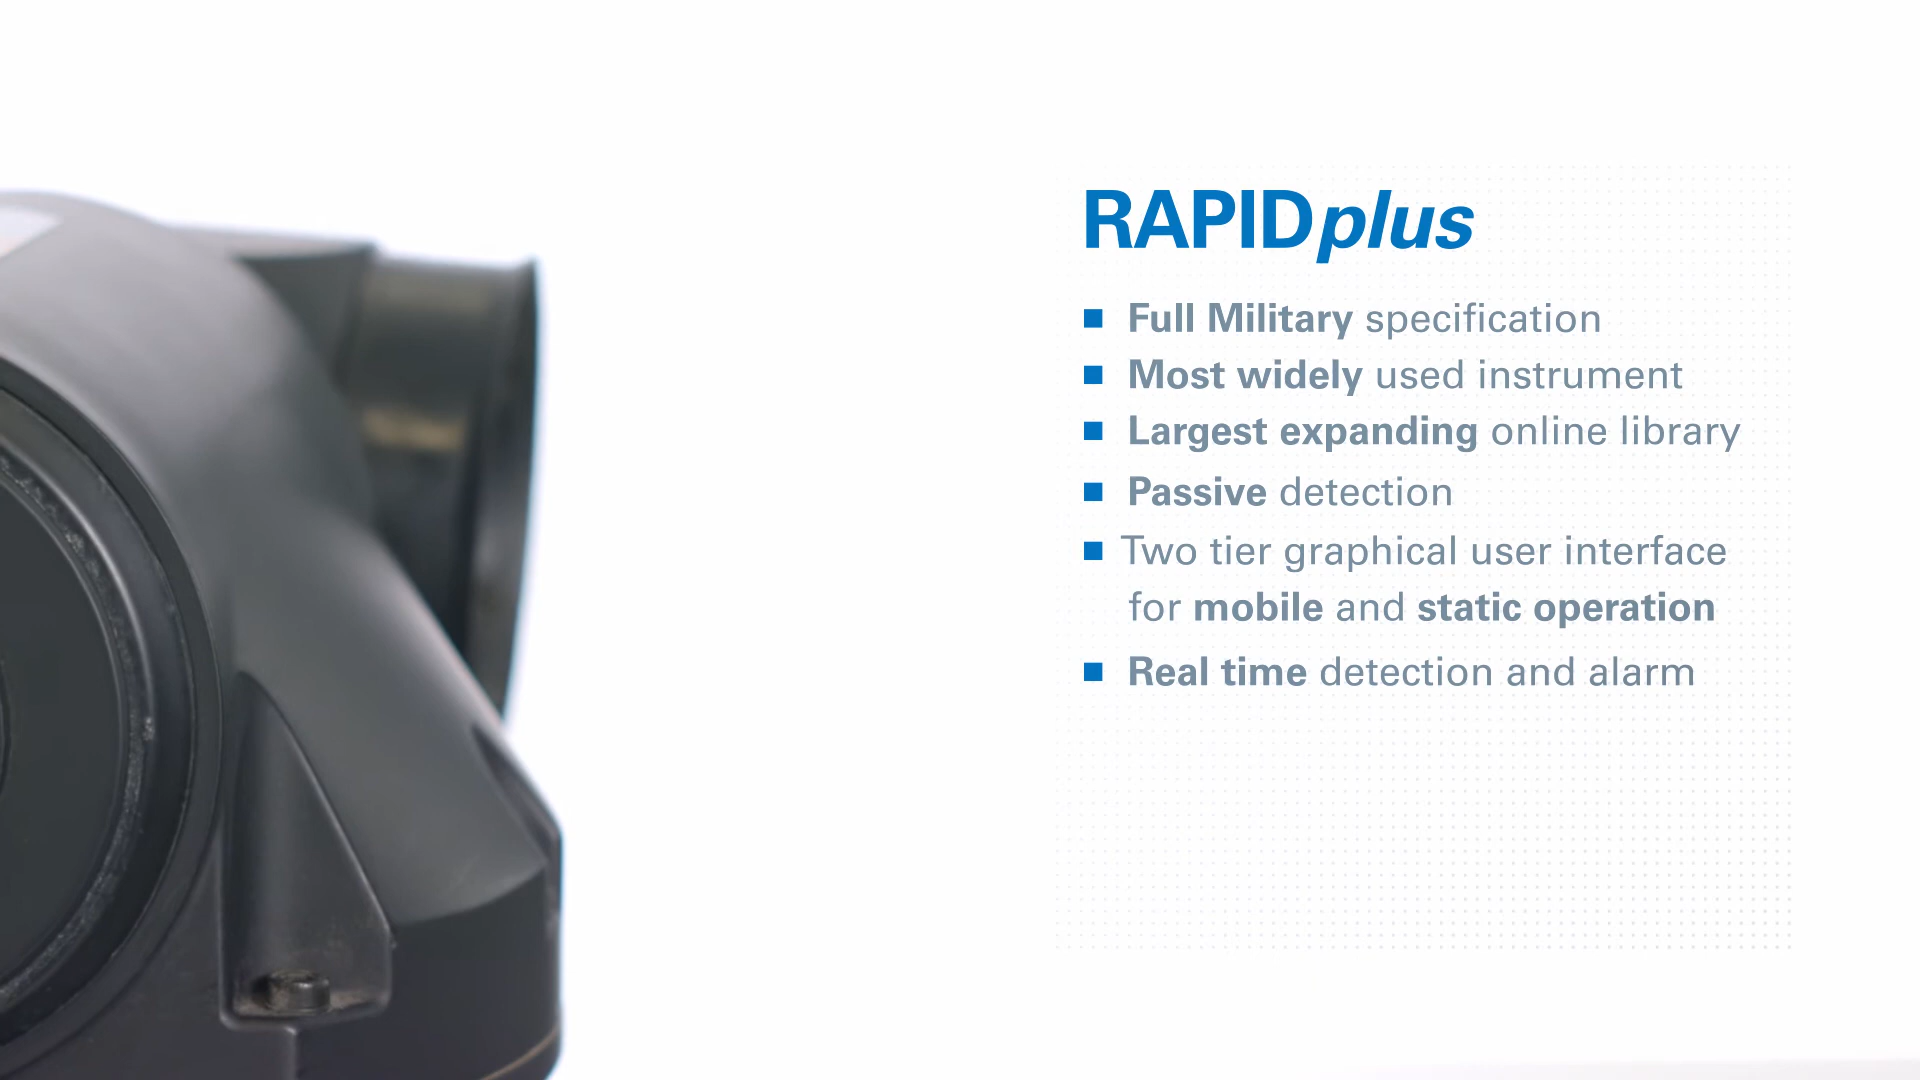 RAPIDplus
Full Military specification
Most widely used instrument
Largest expanding online library
Passive detection
Two tier graphical user interface
for mobile and static operation
Real time detection and alarm